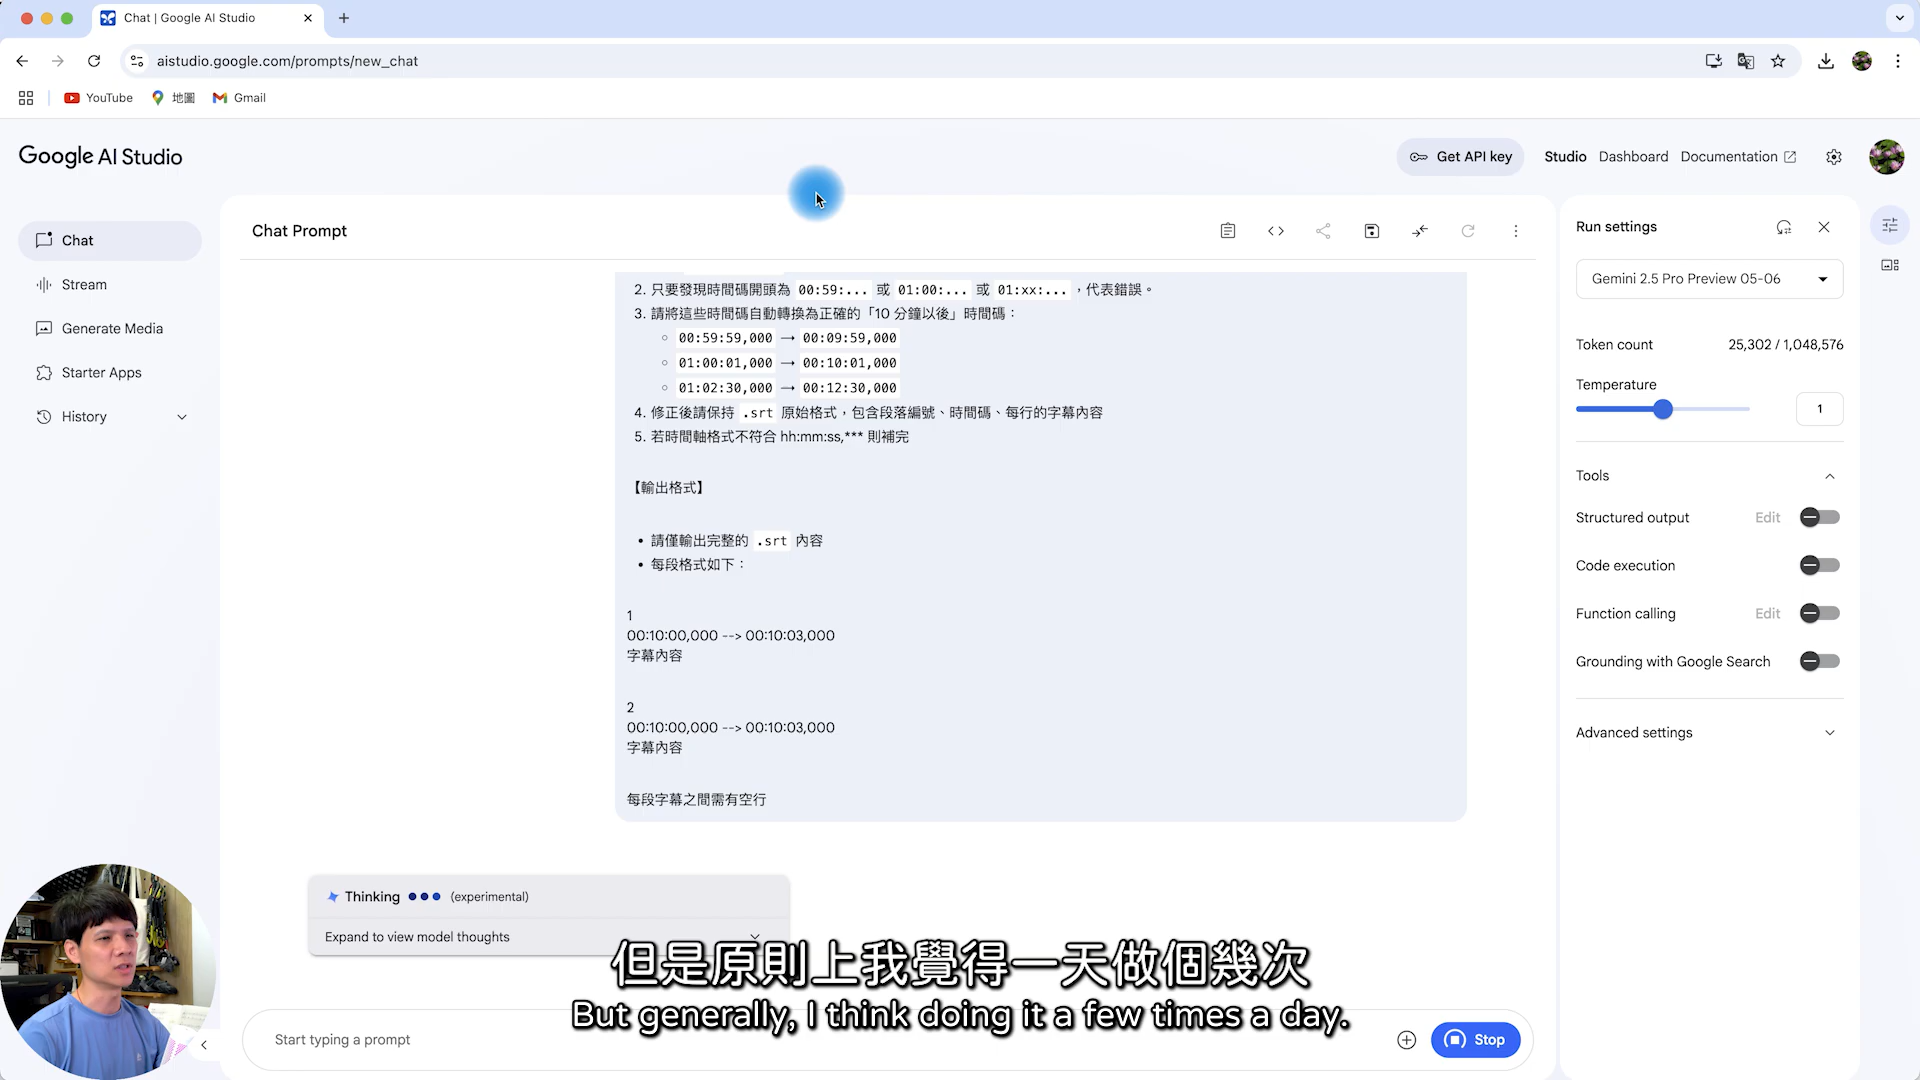 Chat | Google AI Studio
aistudio.google.com/prompts/new_chat
YouTube
地圖
Gmail
Google AI Studio
Get API key
Studio
Dashboard
Documentation
Chat
Stream
Generate Media
Starter Apps
History
Chat Prompt
2. 只要發現時間碼開頭為 00:59:... 或 01:00:... 或 01:xx:... ，代表錯誤。
3. 請將這些時間碼自動轉換為正確的「10 分鐘以後」時間碼：
00:59:59,000 → 00:09:59,000
01:00:01,000 → 00:10:01,000
01:02:30,000 → 00:12:30,000
4. 修正後請保持 .srt 原始格式，包含段落編號、時間碼、每行的字幕內容
5. 若時間軸格式不符合 hh:mm:ss,*** 則補完
【輸出格式】
• 請僅輸出完整的 .srt 內容
• 每段格式如下：
1
00:10:00,000 --> 00:10:03,000
字幕內容
2
00:10:00,000 --> 00:10:03,000
字幕內容
每段字幕之間需有空行
Thinking (experimental)
Expand to view model thoughts
但是原則上我覺得一天做個幾次
But generally, I think doing it a few times a day.
Start typing a prompt
Stop
Run settings
Gemini 2.5 Pro Preview 05-06
Token count 25,302 / 1,048,576
Temperature
1
Tools
Structured output Edit
Code execution
Function calling Edit
Grounding with Google Search
Advanced settings